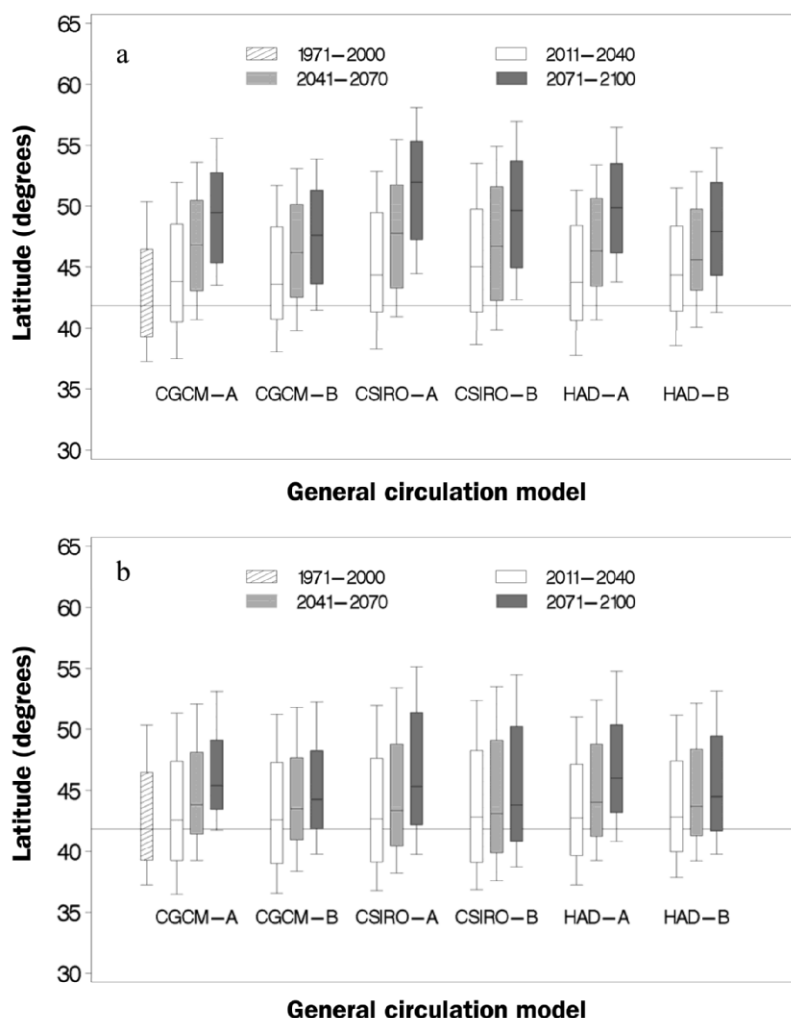 65
a
1971–2000
2011–2040
60
2041–2070
2071–2100
55
50
45
40
35
30
Latitude (degrees)
CGCM–A
CGCM–B
CSIRO–A
CSIRO–B
HAD–A
HAD–B
General circulation model
65
b
1971–2000
2011–2040
60
2041–2070
2071–2100
55
50
45
40
35
30
Latitude (degrees)
CGCM–A
CGCM–B
CSIRO–A
CSIRO–B
HAD–A
HAD–B
General circulation model